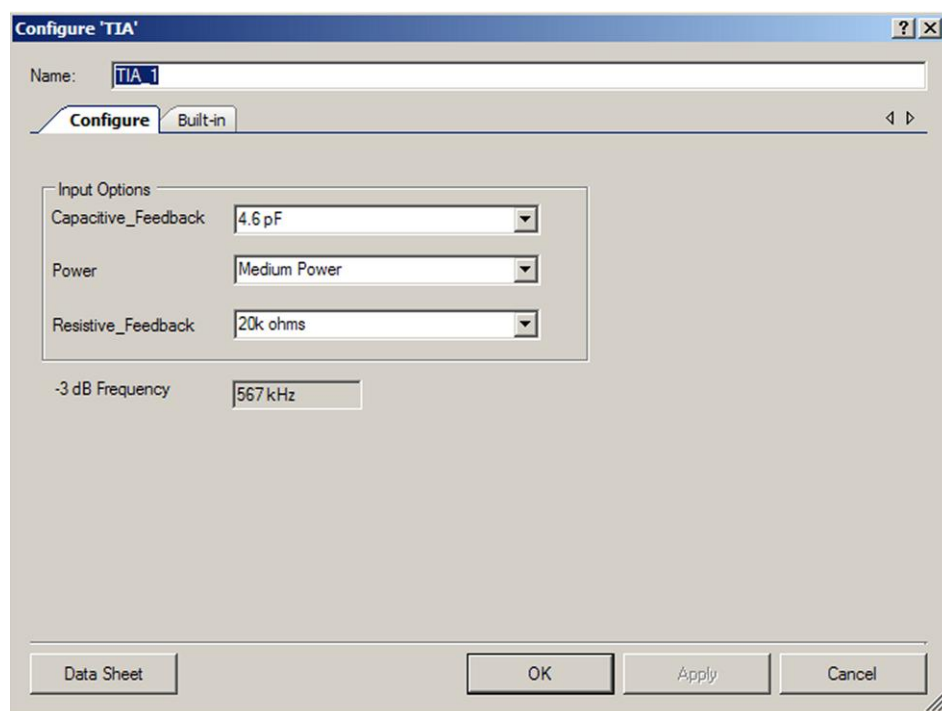 Configure 'TIA'
Name: TIA_1
Configure Built-in
Input Options
Capacitive_Feedback 4.6 pF
Power Medium Power
Resistive_Feedback 20k ohms
-3 dB Frequency 567 kHz
Data Sheet OK Apply Cancel